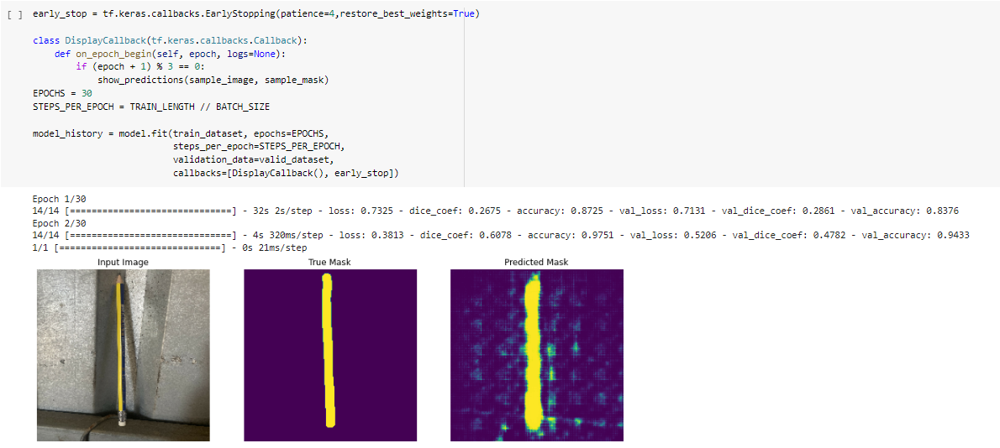 [ ] early_stop = tf.keras.callbacks.EarlyStopping(patience=4,restore_best_weights=True)
class DisplayCallback(tf.keras.callbacks.Callback):
    def on_epoch_begin(self, epoch, logs=None):
        if (epoch + 1) % 3 == 0:
            show_predictions(sample_image, sample_mask)
EPOCHS = 30
STEPS_PER_EPOCH = TRAIN_LENGTH // BATCH_SIZE
model_history = model.fit(train_dataset, epochs=EPOCHS,
                          steps_per_epoch=STEPS_PER_EPOCH,
                          validation_data=valid_dataset,
                          callbacks=[DisplayCallback(), early_stop])
Epoch 1/30
14/14 [==============================] - 32s 2s/step - loss: 0.7325 - dice_coef: 0.2675 - accuracy: 0.8725 - val_loss: 0.7131 - val_dice_coef: 0.2861 - val_accuracy: 0.8376
Epoch 2/30
14/14 [==============================] - 4s 320ms/step - loss: 0.3813 - dice_coef: 0.6078 - accuracy: 0.9751 - val_loss: 0.5206 - val_dice_coef: 0.4782 - val_accuracy: 0.9433
1/1 [==============================] - 0s 21ms/step
Input Image True Mask Predicted Mask